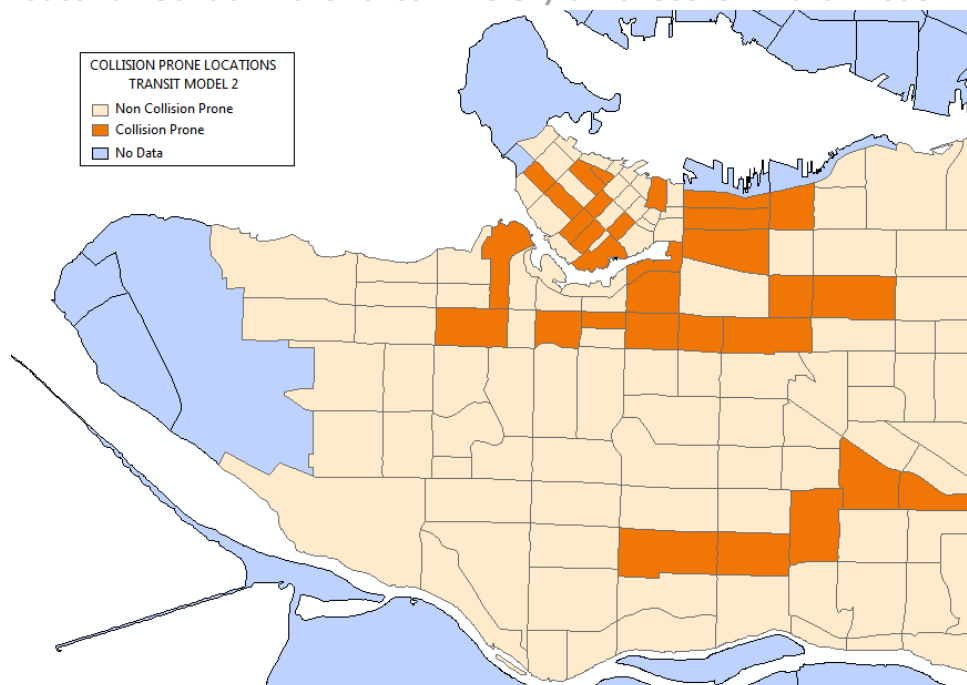 COLLISION PRONE LOCATIONS
TRANSIT MODEL 2
Non Collision Prone
Collision Prone
No Data